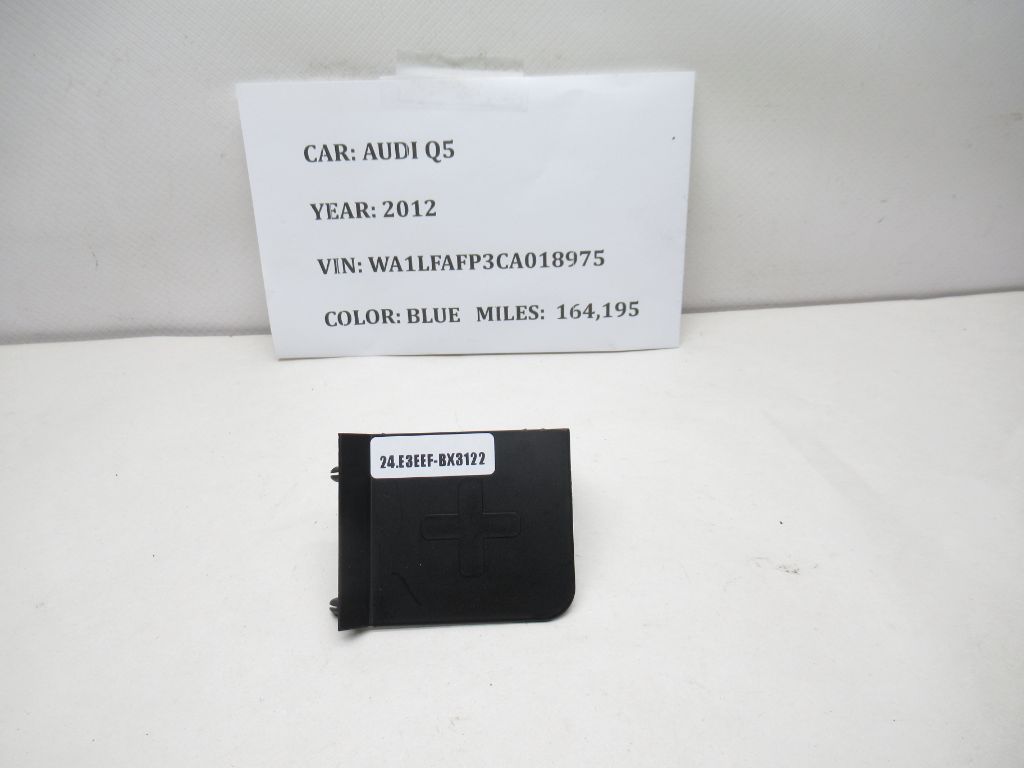 CAR: AUDI Q5
YEAR: 2012
VIN: WA1LFAFP3CA018975
COLOR: BLUE MILES: 164,195
24.E3EEF-BX3122